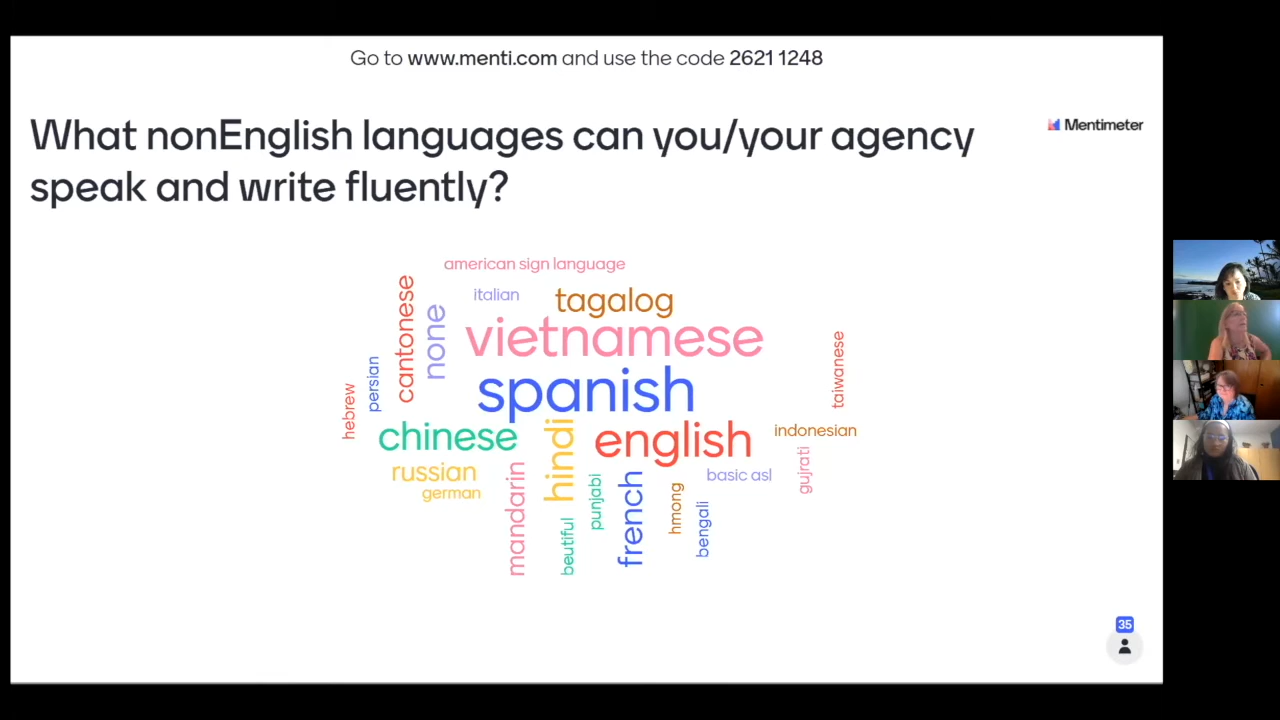 Go to www.menti.com and use the code 2621 1248
What nonEnglish languages can you/your agency
speak and write fluently?
Mentimeter
american sign language
italian
tagalog
cantonese
none
vietnamese
taiwanese
persian
hebrew
spanish
chinese
hindi
english
indonesian
russian
german
mandarin
beutiful
punjabi
french
hmong
bengali
basic asl
gujrati
35